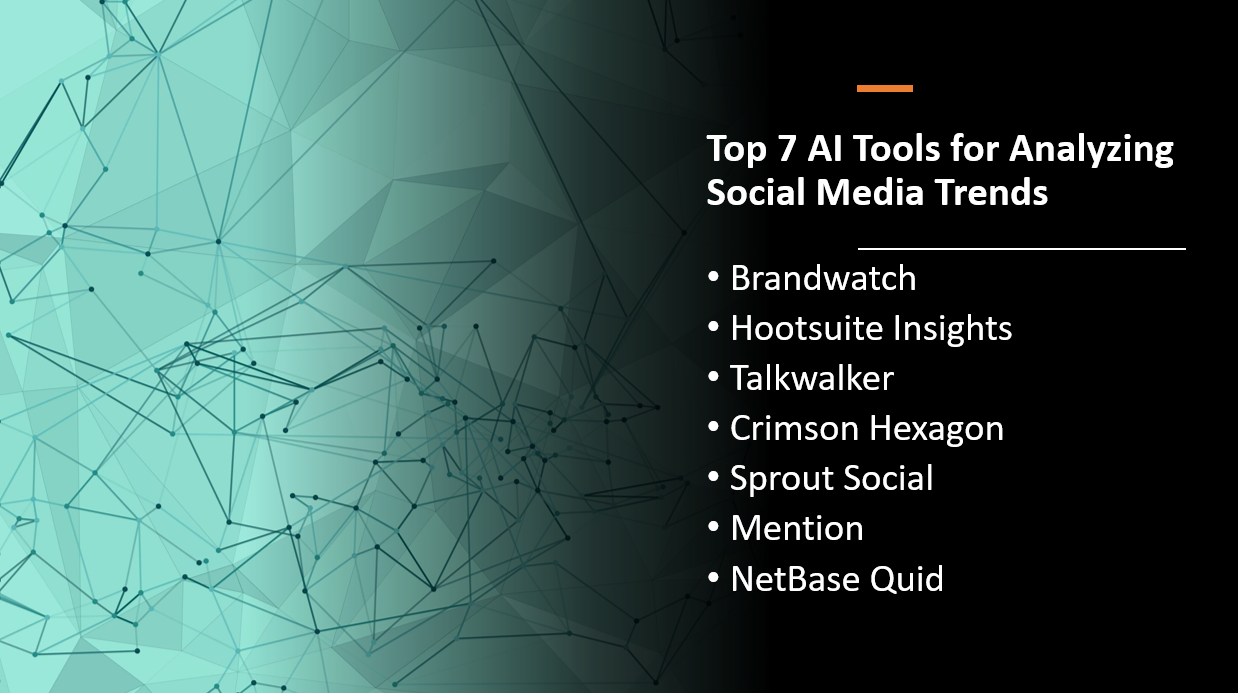 Top 7 AI Tools for Analyzing
Social Media Trends
• Brandwatch
• Hootsuite Insights
• Talkwalker
• Crimson Hexagon
• Sprout Social
• Mention
• NetBase Quid